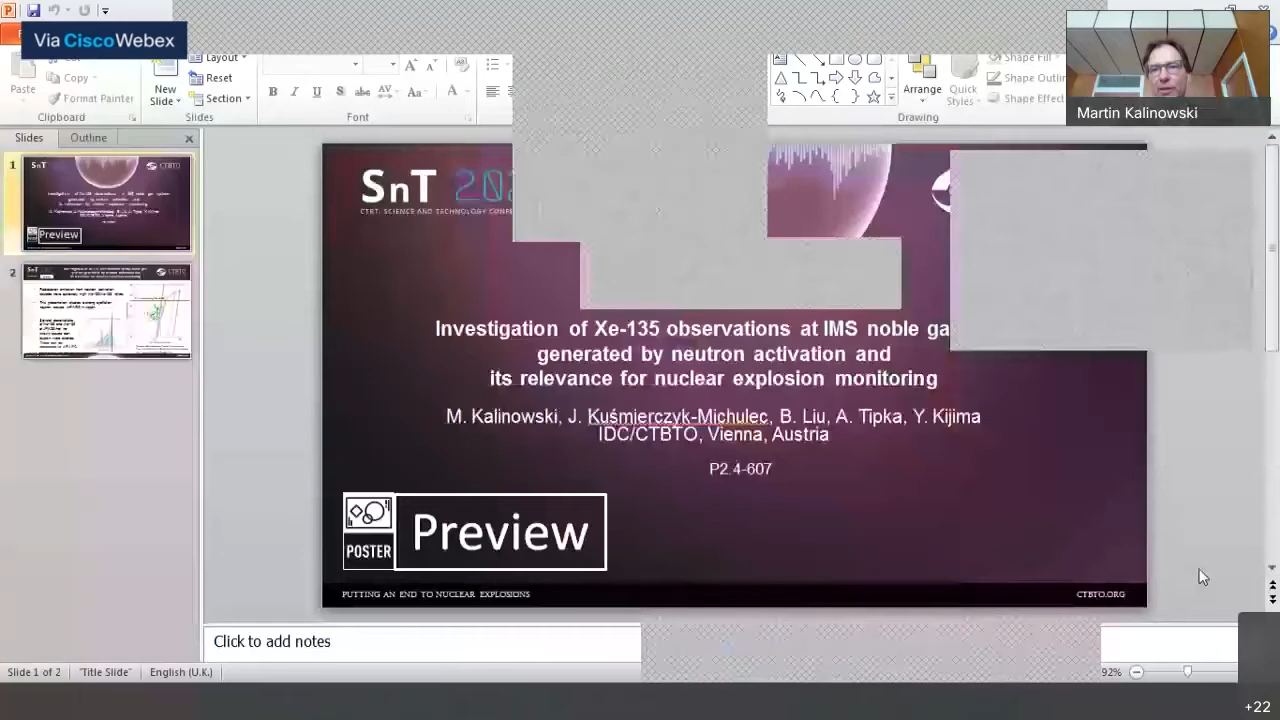 Via Cisco Webex
Layout
Paste
Copy
Format Painter
New
Slide
Reset
Section
Arrange
Quick
Styles
Shape Fill
Shape Outli
Shape Effect
Clipboard
Slides
Font
Drawing
Martin Kalinowski
Slides
Outline
1
2
SnT 20
CTBT: SCIENCE AND TECHNOLOGY CONFE
Investigation of Xe-135 observations at IMS noble ga
generated by neutron activation and
its relevance for nuclear explosion monitoring
M. Kalinowski, J. Kuśmierczyk-Michulec, B. Liu, A. Tipka, Y. Kijima
IDC/CTBTO, Vienna, Austria
P2.4-607
POSTER
Preview
PUTTING AN END TO NUCLEAR EXPLOSIONS
CTBTO.ORG
Click to add notes
Slide 1 of 2
"Title Slide"
English (U.K.)
92%
+22